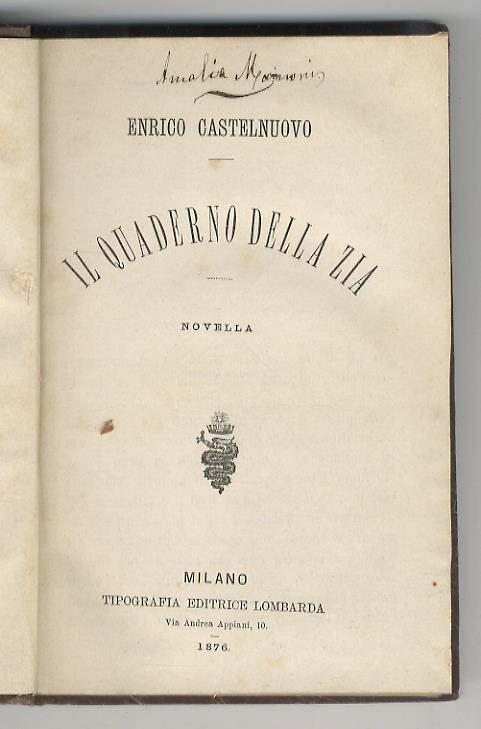 Amalia
ENRICO CASTELNUOVO
IL QUADERNO DELLA ZIA
NOVELLA
MILANO
TIPOGRAFIA EDITRICE LOMBARDA
Via Andrea Appiani, 10.
1876.